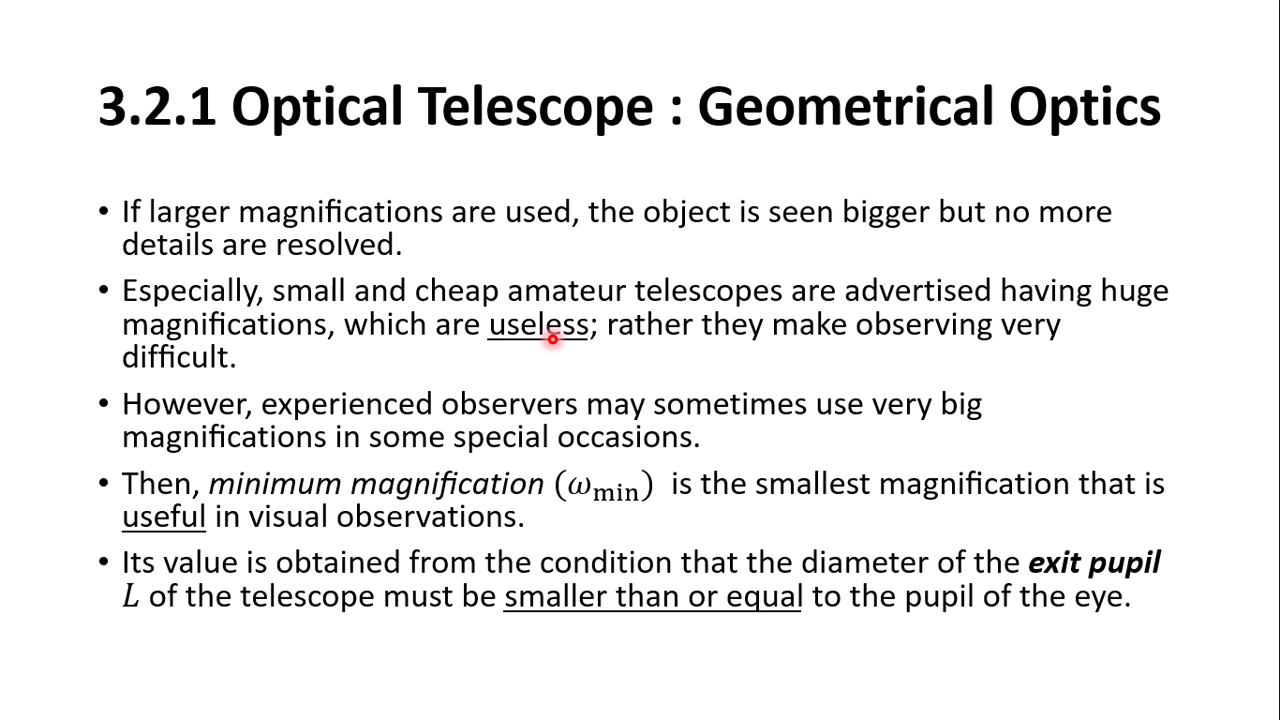 3.2.1 Optical Telescope : Geometrical Optics
• If larger magnifications are used, the object is seen bigger but no more
details are resolved.
• Especially, small and cheap amateur telescopes are advertised having huge
magnifications, which are useless; rather they make observing very
difficult.
• However, experienced observers may sometimes use very big
magnifications in some special occasions.
• Then, minimum magnification (ω_min) is the smallest magnification that is
useful in visual observations.
• Its value is obtained from the condition that the diameter of the exit pupil
L of the telescope must be smaller than or equal to the pupil of the eye.